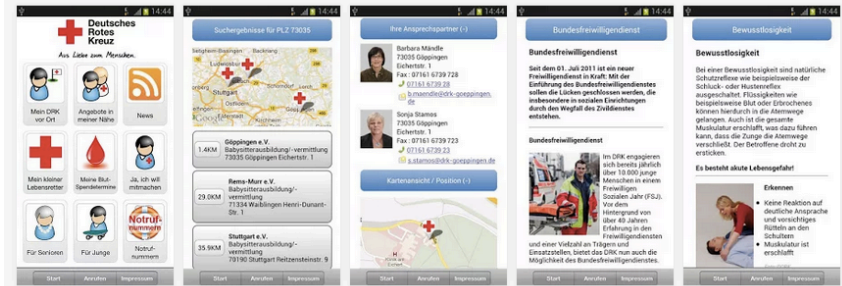 14:44
Deutsches
Rotes
Kreuz
Aus Liebe zum Menschen.
Mein DRK
vor Ort
Angebote in
meiner Nähe
News
Mein kleiner
Lebensretter
Meine Blut-
Spendetermine
Ja, ich will
mitmachen
Für Senioren
Für Junge
Notruf-
nummern
Notruf-
nummern
Start
Anrufen
Impressum
14:44
Suchergebnisse für PLZ 73035
Backnang
Ludwigsburg
Stuttgart
Göppingen e.V.
1.4KM
Babysitterausbildung/-vermittlung
73035 Göppingen Eichertstr. 1
Rems-Murr e.V.
Babysitterausbildung/-
29.0KM
vermittlung
71334 Waiblingen Henri-Dunant-
Str. 1
Stuttgart e.V.
Babysitterausbildung/-
35.9KM
vermittlung
70190 Stuttgart Reitzensteinstr. 9
Start
Anrufen
Impressum
14:44
Ihre Ansprechspartner (-)
Barbara Mändle
73035 Göppingen
Eichertstr. 1
Fax : 07161 6739 728
07161 6739 28
b.maendle@drk-goeppingen.
de
Sonja Stamos
73035 Göppingen
Eichertstr. 1
Fax : 07161 6739 50
07161 6739 23
s.stamos@drk-goeppingen.de
Kartenansicht / Position (-)
Start
Anrufen
Impressum
14:44
Bundesfreiwilligendienst
Bundesfreiwilligendienst
Seit dem 01. Juli 2011 ist ein neuer
Freiwilligendienst in Kraft: Mit der
Einführung des Bundesfreiwilligendienstes
sollen die Lücken geschlossen werden, die
insbesondere in sozialen Einrichtungen
durch den Wegfall des Zivildienstes
entstehen.
Bundesfreiwilligendienst
Im DRK engagieren
sich bereits jährlich
über 10.000 junge
Menschen in einem
Freiwilligen
Sozialen Jahr (FSJ).
Vor dem
Hintergrund von
über 40 Jahren
Erfahrung in den
Freiwilligendiensten
und einer Vielzahl an Trägern und
Einsatzstellen, bietet das DRK nun auch die
Möglichkeit des Bundesfreiwilligendienstes.
Start
Anrufen
Impressum
14:44
Bewusstlosigkeit
Bewusstlosigkeit
Bei einer Bewusstlosigkeit sind natürliche
Schutzreflexe wie beispielsweise der
Schluck- oder Hustenreflex
ausgeschaltet. Flüssigkeiten wie
beispielsweise Blut oder Erbrochenes
können hierdurch in die Atemwege
gelangen. Auch ist die gesamte
Muskulatur erschlafft, was dazu führen
kann, dass die Zunge die Atemwege
verschließt. Der Betroffene droht zu
ersticken.
Es besteht akute Lebensgefahr!
Erkennen
Keine Reaktion auf
deutliche Ansprache
und vorsichtiges
Rütteln an den
Schultern
Muskulatur ist
erschlafft
Start
Anrufen
Impressum